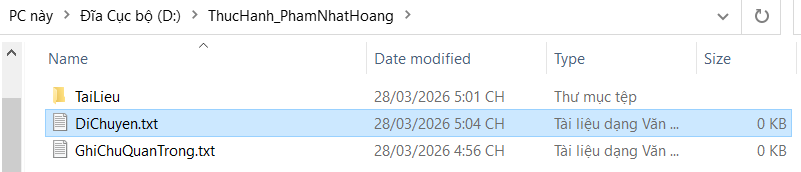 PC này > Đĩa Cục bộ (D:) > ThucHanh_PhamNhatHoang >
Name Date modified Type Size
TaiLieu 28/03/2026 5:01 CH Thư mục tệp
DiChuyen.txt 28/03/2026 5:04 CH Tài liệu dạng Văn ... 0 KB
GhiChuQuanTrong.txt 28/03/2026 4:56 CH Tài liệu dạng Văn ... 0 KB